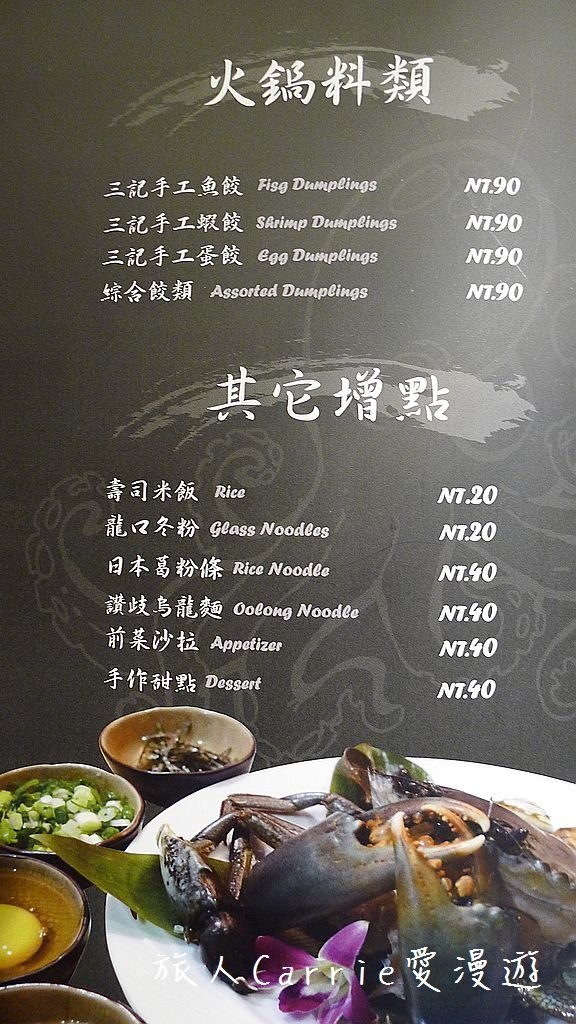 火鍋料類
三記手工魚餃 Fisg Dumplings NT.90
三記手工蝦餃 Shrimp Dumplings NT.90
三記手工蛋餃 Egg Dumplings NT.90
綜合餃類 Assorted Dumplings NT.90
其它增點
壽司米飯 Rice NT.20
龍口冬粉 Glass Noodles NT.20
日本葛粉條 Rice Noodle NT.40
讚歧烏龍麵 Oolong Noodle NT.40
前菜沙拉 Appetizer NT.40
手作甜點 Dessert NT.40
旅人Carrie愛漫遊